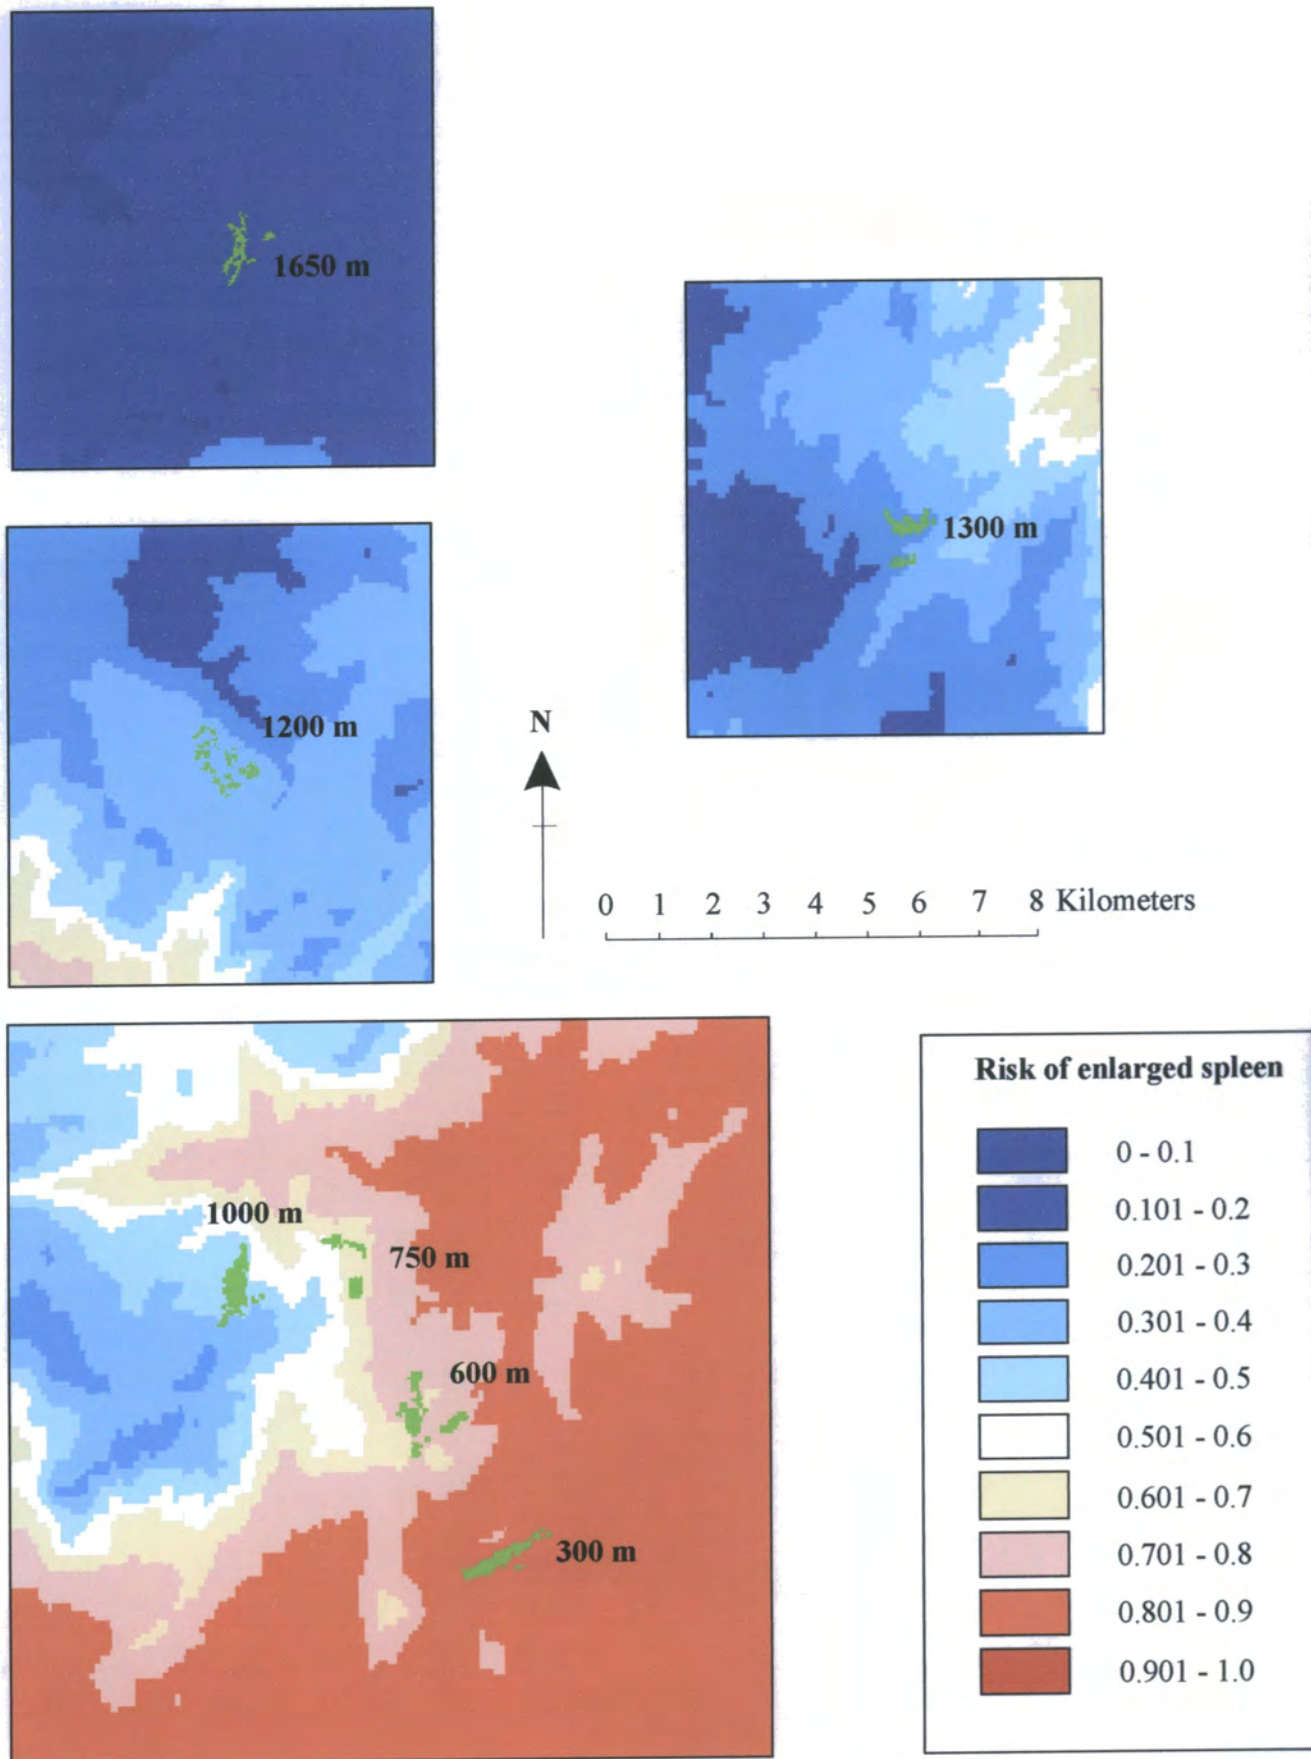 1650 m
1300 m
1200 m
N
0 1 2 3 4 5 6 7 8 Kilometers
1000 m
750 m
600 m
300 m
Risk of enlarged spleen
0 - 0.1
0.101 - 0.2
0.201 - 0.3
0.301 - 0.4
0.401 - 0.5
0.501 - 0.6
0.601 - 0.7
0.701 - 0.8
0.801 - 0.9
0.901 - 1.0